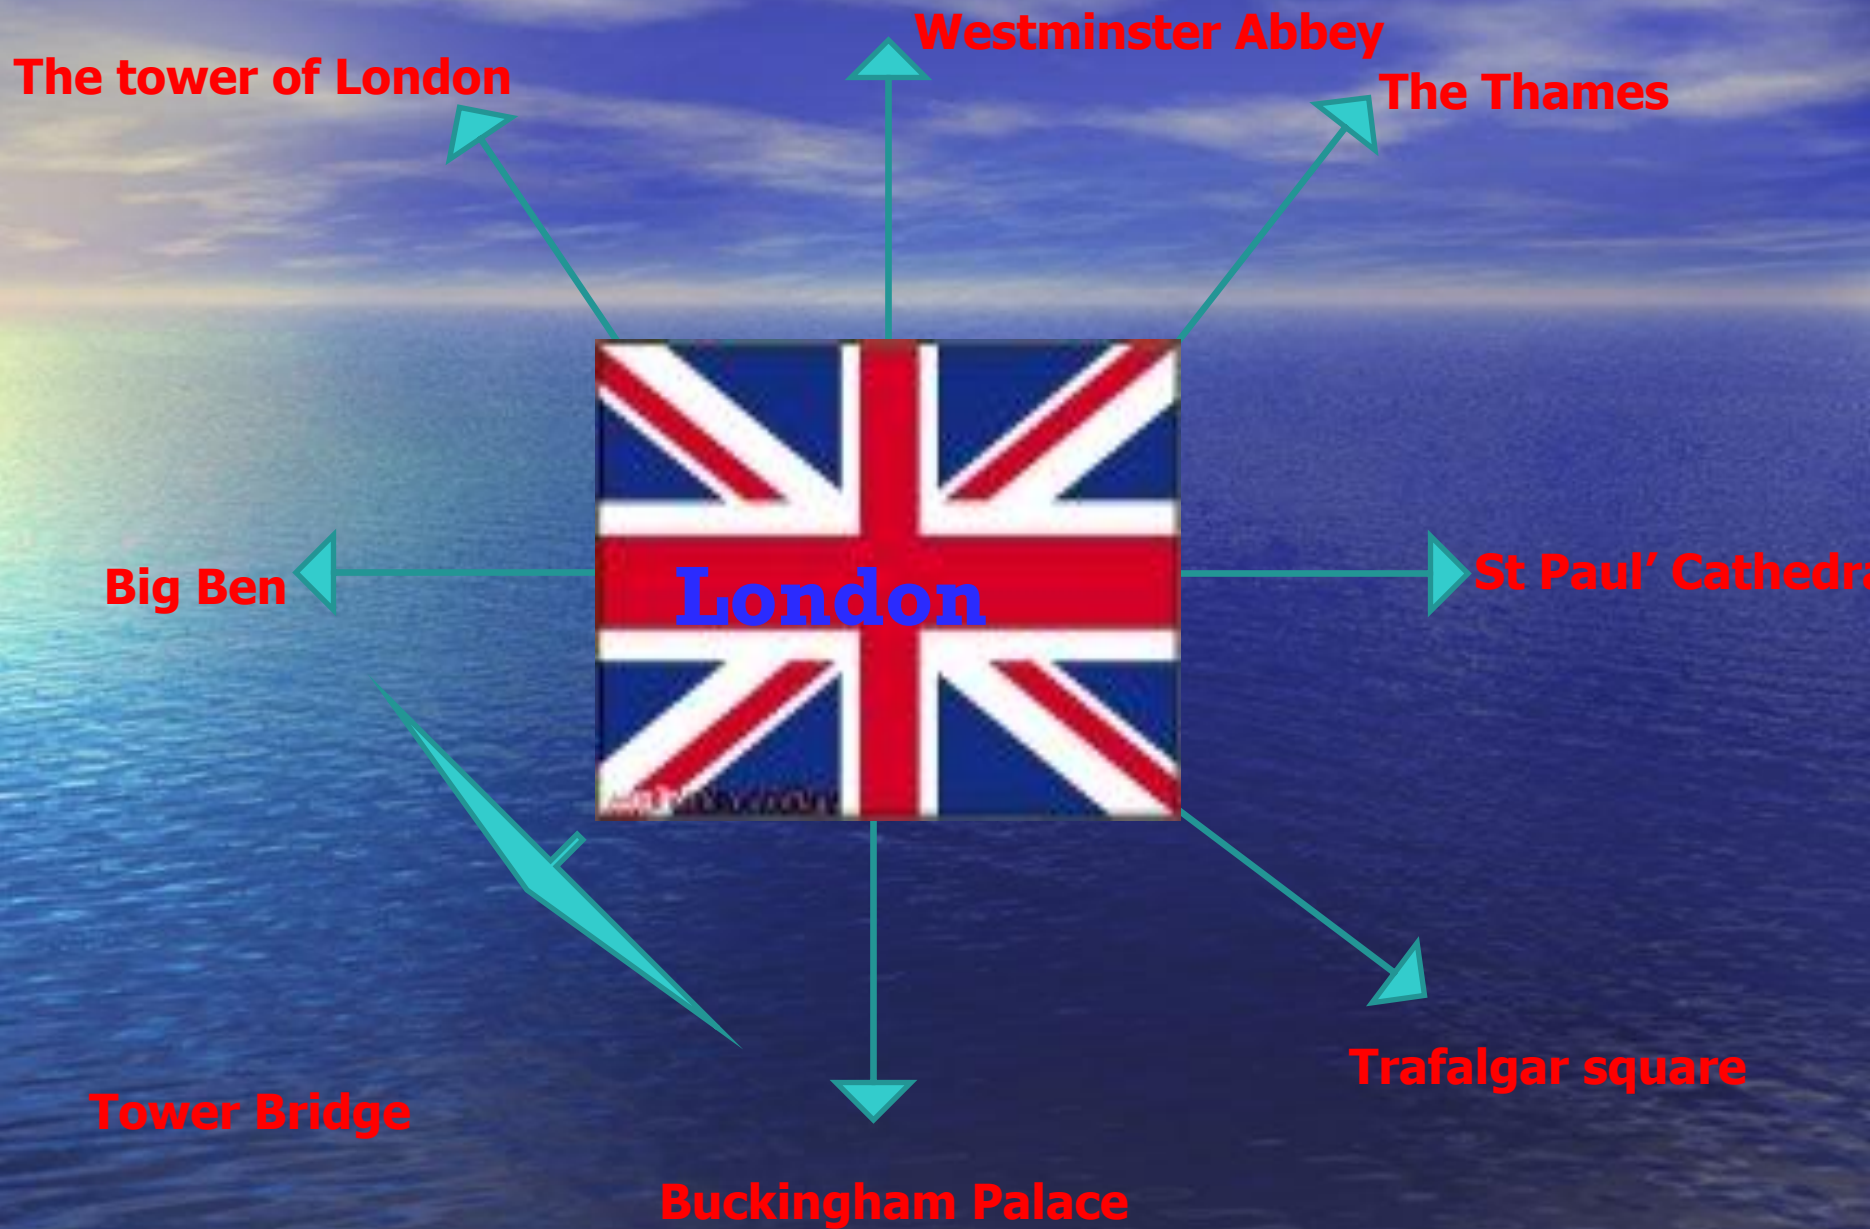 Westminster Abbey
The tower of London
The Thames
Big Ben
London
St Paul’ Cathedra
Trafalgar square
Tower Bridge
Buckingham Palace